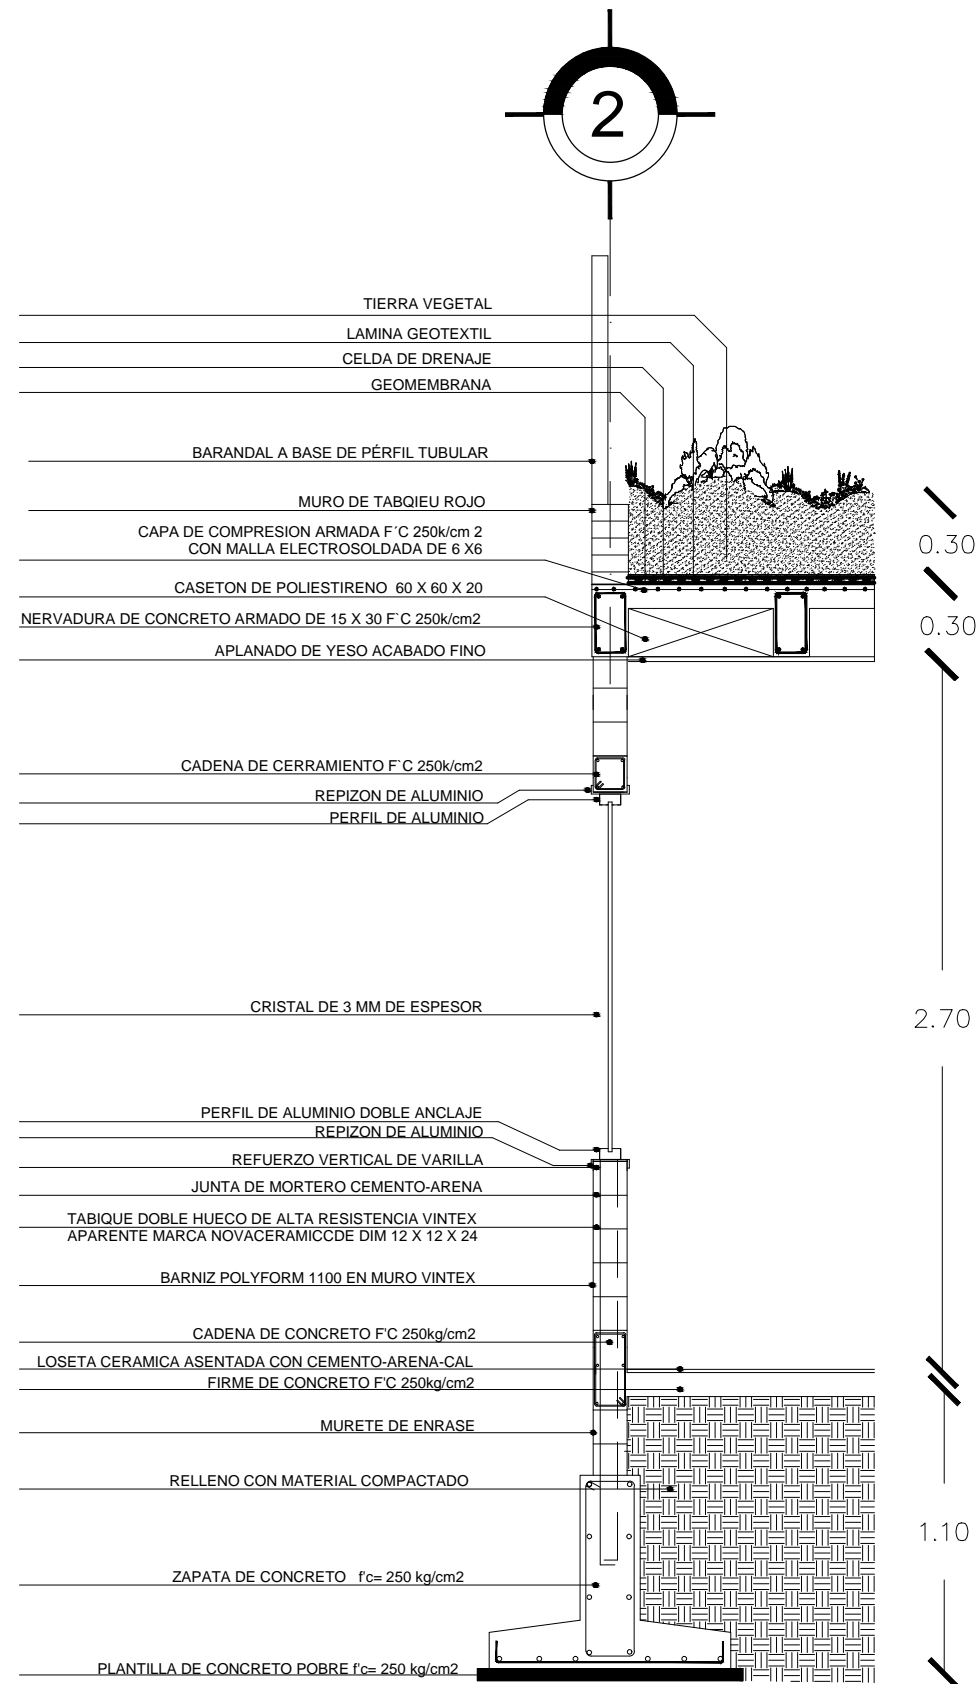 2
TIERRA VEGETAL
LAMINA GEOTEXTIL
CELDA DE DRENAJE
GEOMEMBRANA
BARANDAL A BASE DE PÉRFIL TUBULAR
MURO DE TABQIEU ROJO
CAPA DE COMPRESION ARMADA F´C 250k/cm 2
CON MALLA ELECTROSOLDADA DE 6 X6
0.30
CASETON DE POLIESTIRENO 60 X 60 X 20
NERVADURA DE CONCRETO ARMADO DE 15 X 30 F`C 250k/cm2
0.30
APLANADO DE YESO ACABADO FINO
CADENA DE CERRAMIENTO F`C 250k/cm2
REPIZON DE ALUMINIO
PERFIL DE ALUMINIO
CRISTAL DE 3 MM DE ESPESOR
2.70
PERFIL DE ALUMINIO DOBLE ANCLAJE
REPIZON DE ALUMINIO
REFUERZO VERTICAL DE VARILLA
JUNTA DE MORTERO CEMENTO-ARENA
TABIQUE DOBLE HUECO DE ALTA RESISTENCIA VINTEX
APARENTE MARCA NOVACERAMICCDE DIM 12 X 12 X 24
BARNIZ POLYFORM 1100 EN MURO VINTEX
CADENA DE CONCRETO F'C 250kg/cm2
LOSETA CERAMICA ASENTADA CON CEMENTO-ARENA-CAL
FIRME DE CONCRETO F'C 250kg/cm2
MURETE DE ENRASE
RELLENO CON MATERIAL COMPACTADO
1.10
ZAPATA DE CONCRETO f'c= 250 kg/cm2
PLANTILLA DE CONCRETO POBRE f'c= 250 kg/cm2